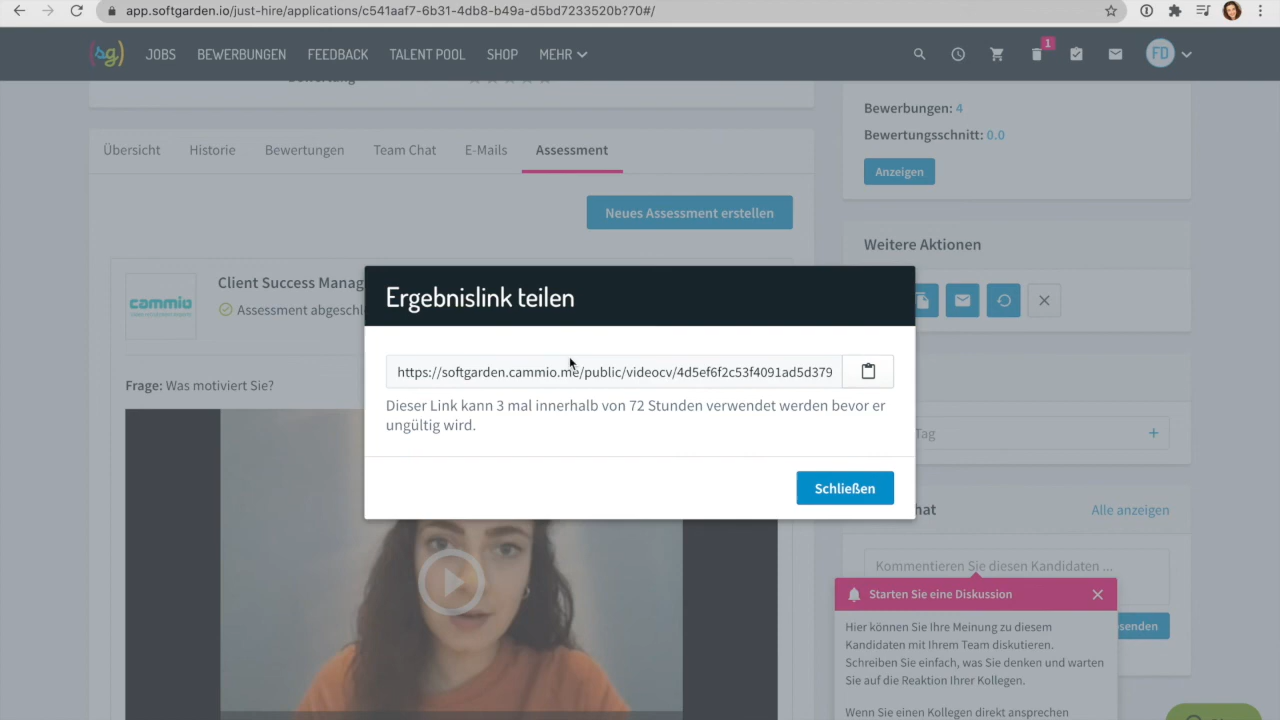 app.softgarden.io/just-hire/applications/c541aaf7-6b31-4db8-b49a-d5bd7233520b?70#/
sg JOBS BEWERBUNGEN FEEDBACK TALENT POOL SHOP MEHR 1 FD
Bewerbungen: 4
Bewertungsschnitt: 0.0
Anzeigen
Übersicht Historie Bewertungen Team Chat E-Mails Assessment
Neues Assessment erstellen
Weitere Aktionen
Client Success Manag
cammio
Assessment abgeschl
Ergebnislink teilen
https://softgarden.cammio.me/public/videocv/4d5ef6f2c53f4091ad5d379
Dieser Link kann 3 mal innerhalb von 72 Stunden verwendet werden bevor er
ungültig wird.
Schließen
Frage: Was motiviert Sie?
Tag +
hat Alle anzeigen
Kommentieren Sie diesen Kandidaten ...
Starten Sie eine Diskussion
senden
Hier können Sie Ihre Meinung zu diesem
Kandidaten mit Ihrem Team diskutieren.
Schreiben Sie einfach, was Sie denken und warten
Sie auf die Reaktion Ihrer Kollegen.
Wenn Sie einen Kollegen direkt ansprechen